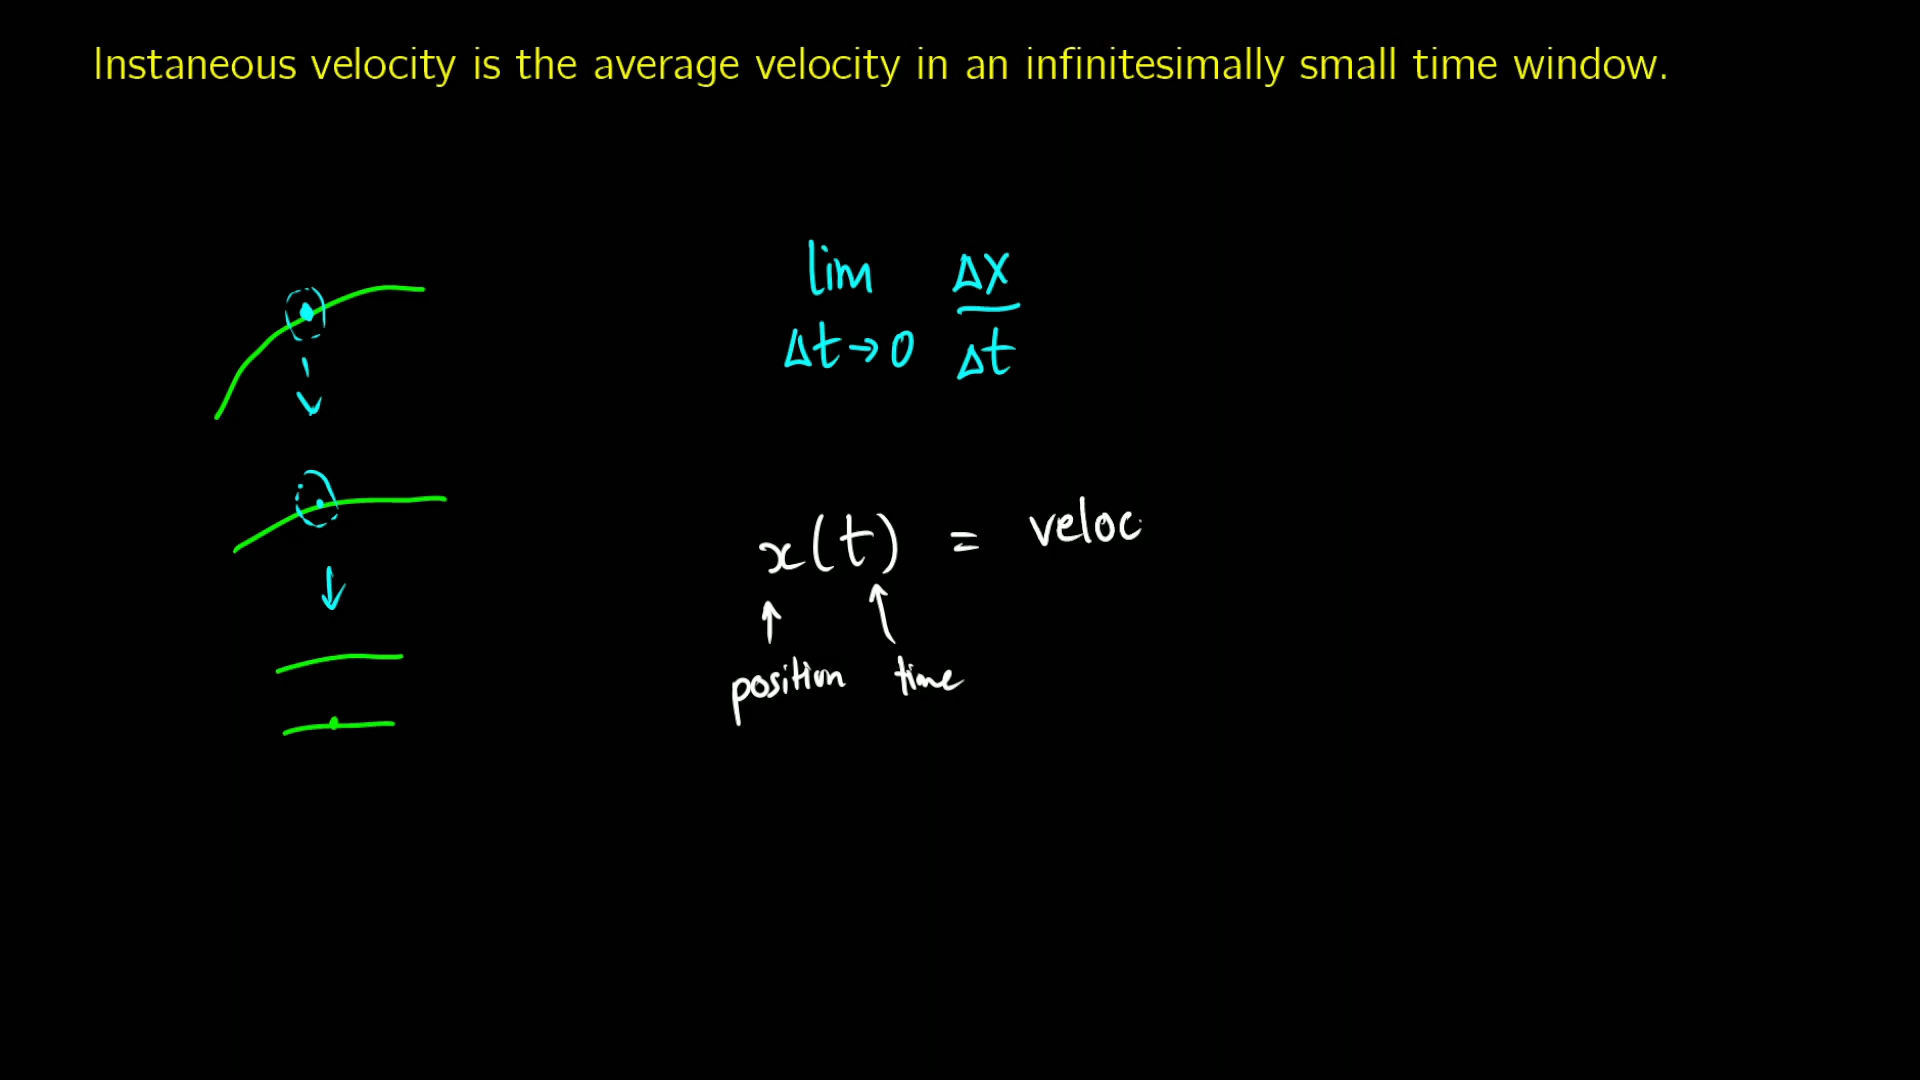 Instaneous velocity is the average velocity in an infinitesimally small time window.
lim Δx
Δt→0 Δt
x(t) = veloc
position time